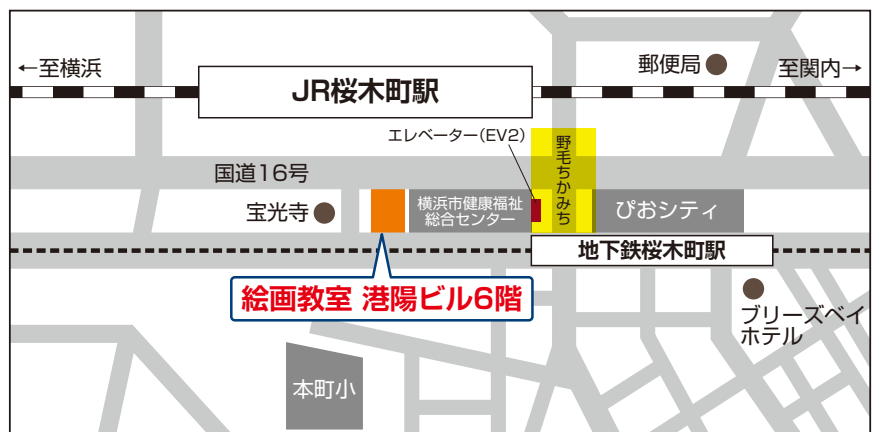 ←至横浜
JR桜木町駅
郵便局
至関内→
エレベーター(EV2)
野毛ちかみち
国道16号
宝光寺
横浜市健康福祉
総合センター
ぴおシティ
地下鉄桜木町駅
絵画教室 港陽ビル6階
ブリーズベイ
ホテル
本町小